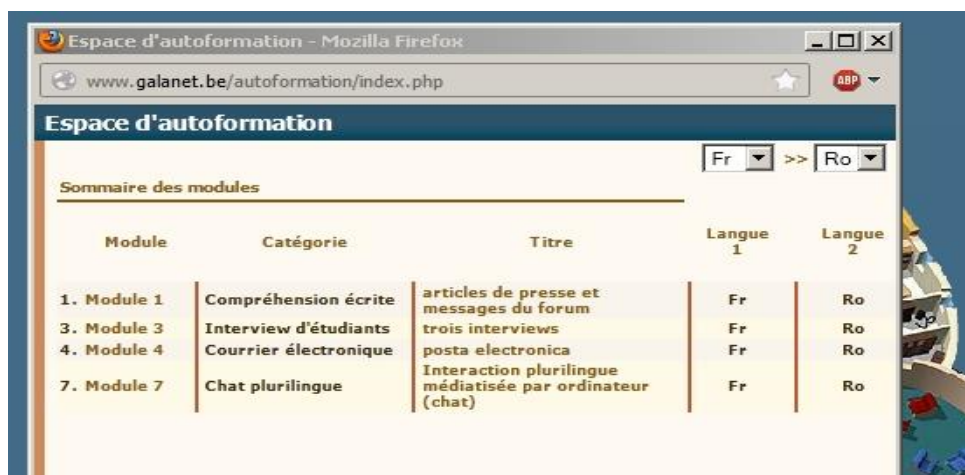 Espace d'autoformation - Mozilla Firefox
www.galanet.be/autoformation/index.php
ABP
Espace d'autoformation
Fr >> Ro
Sommaire des modules
Module Catégorie Titre Langue 1 Langue 2
1. Module 1 Compréhension écrite articles de presse et messages du forum Fr Ro
3. Module 3 Interview d'étudiants trois interviews Fr Ro
4. Module 4 Courrier électronique posta electronica Fr Ro
7. Module 7 Chat plurilingue Interaction plurilingue médiatisée par ordinateur (chat) Fr Ro